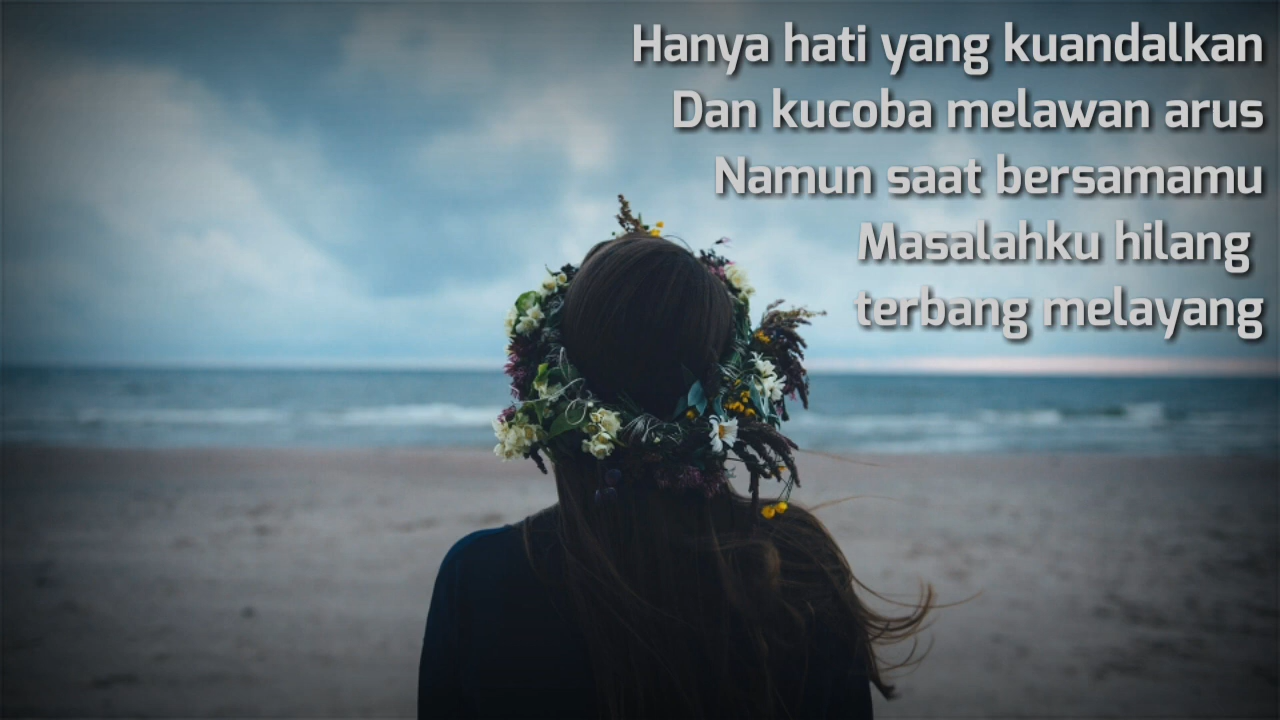 Hanya hati yang kuandalkan
Dan kucoba melawan arus
Namun saat bersamamu
Masalahku hilang
terbang melayang